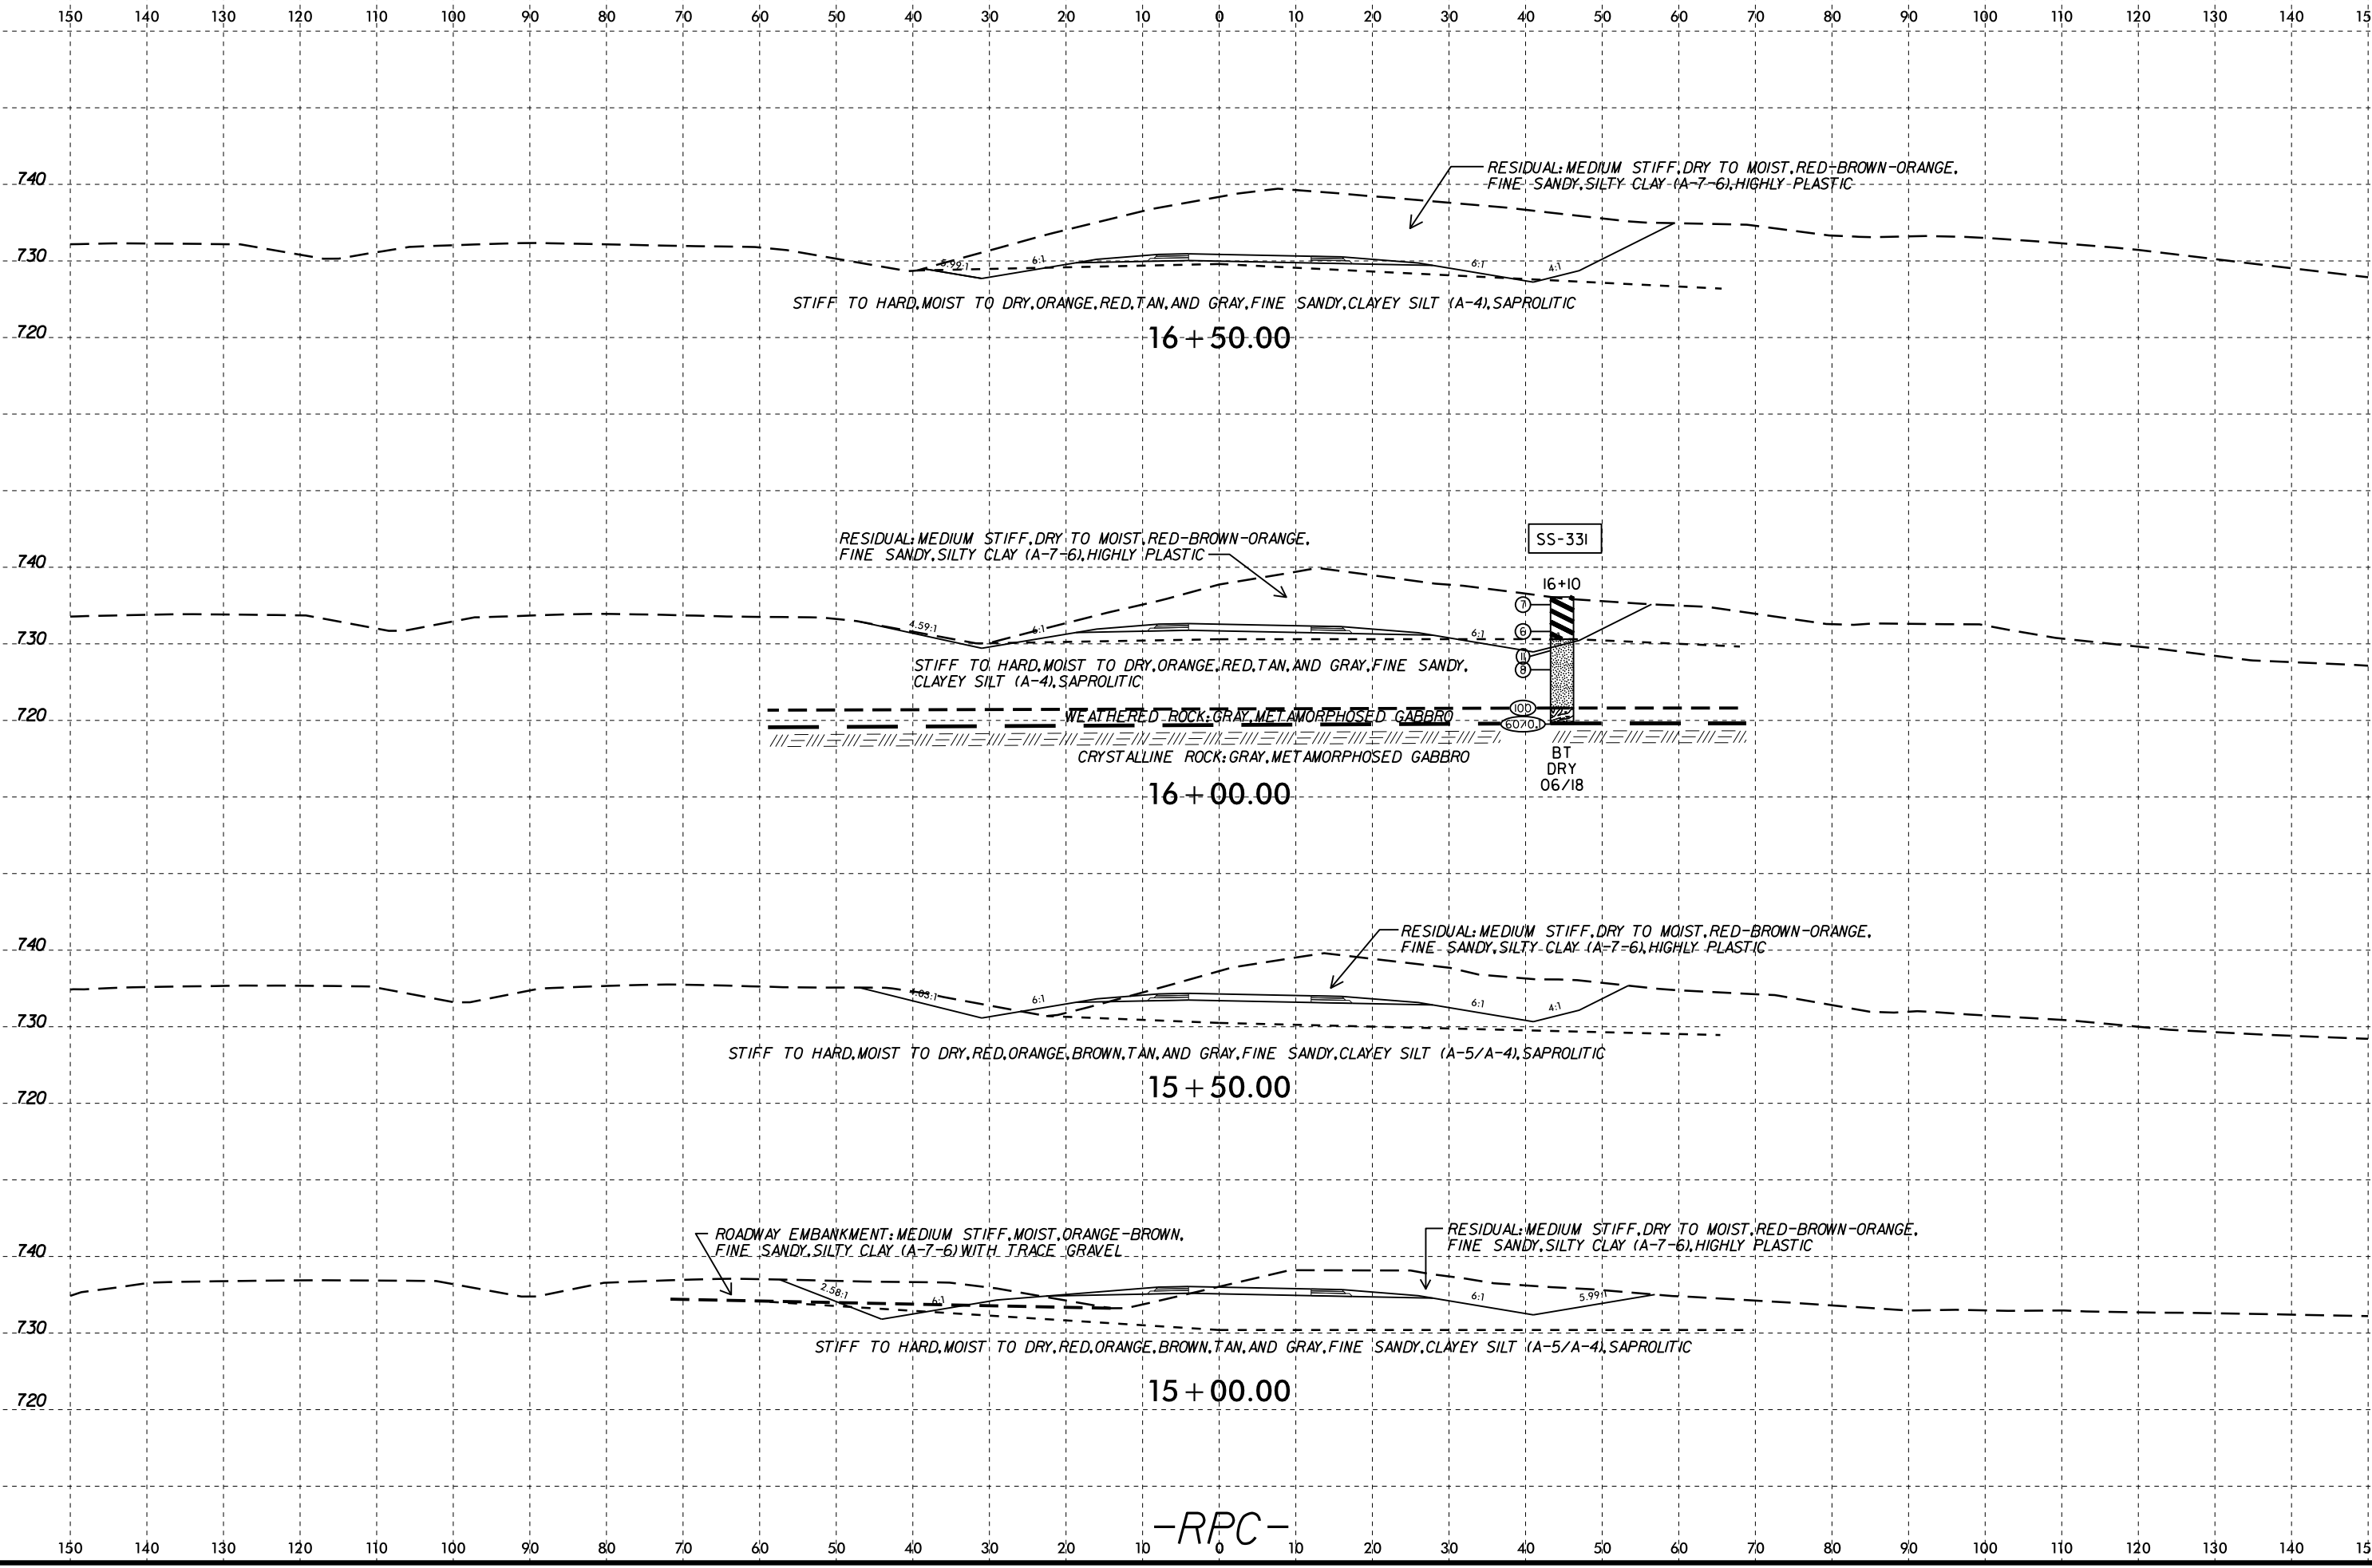 150 140 130 120 110 100 90 80 70 60 50 40 30 20 10 0 10 20 30 40 50 60 70 80 90 100 110 120 130 140 15
740
RESIDUAL: MEDIUM STIFF, DRY TO MOIST, RED-BROWN-ORANGE,
FINE SANDY, SILTY CLAY (A-7-6), HIGHLY PLASTIC
730
5.99:1 6:1 6:1 4:1
STIFF TO HARD, MOIST TO DRY, ORANGE, RED, TAN, AND GRAY, FINE SANDY, CLAYEY SILT (A-4), SAPROLITIC
720
16+50.00
RESIDUAL: MEDIUM STIFF, DRY TO MOIST, RED-BROWN-ORANGE,
FINE SANDY, SILTY CLAY (A-7-6), HIGHLY PLASTIC
SS-331
740
16+10
7
6
11
8
730
4.59:1 6:1 6:1
STIFF TO HARD, MOIST TO DRY, ORANGE, RED, TAN, AND GRAY, FINE SANDY,
CLAYEY SILT (A-4), SAPROLITIC
100
720
WEATHERED ROCK: GRAY, METAMORPHOSED GABBRO
60/0.1
CRYSTALLINE ROCK: GRAY, METAMORPHOSED GABBRO
BT
DRY
06/18
16+00.00
740
RESIDUAL: MEDIUM STIFF, DRY TO MOIST, RED-BROWN-ORANGE,
FINE SANDY, SILTY CLAY (A-7-6), HIGHLY PLASTIC
730
6:1 6:1 4:1
STIFF TO HARD, MOIST TO DRY, RED, ORANGE, BROWN, TAN, AND GRAY, FINE SANDY, CLAYEY SILT (A-5/A-4), SAPROLITIC
720
15+50.00
ROADWAY EMBANKMENT: MEDIUM STIFF, MOIST, ORANGE-BROWN,
FINE SANDY, SILTY CLAY (A-7-6) WITH TRACE GRAVEL
RESIDUAL: MEDIUM STIFF, DRY TO MOIST, RED-BROWN-ORANGE,
FINE SANDY, SILTY CLAY (A-7-6), HIGHLY PLASTIC
740
2.58:1 6:1 6:1 5.99:1
730
STIFF TO HARD, MOIST TO DRY, RED, ORANGE, BROWN, TAN, AND GRAY, FINE SANDY, CLAYEY SILT (A-5/A-4), SAPROLITIC
720
15+00.00
-RPC-
150 140 130 120 110 100 90 80 70 60 50 40 30 20 10 0 10 20 30 40 50 60 70 80 90 100 110 120 130 140 15